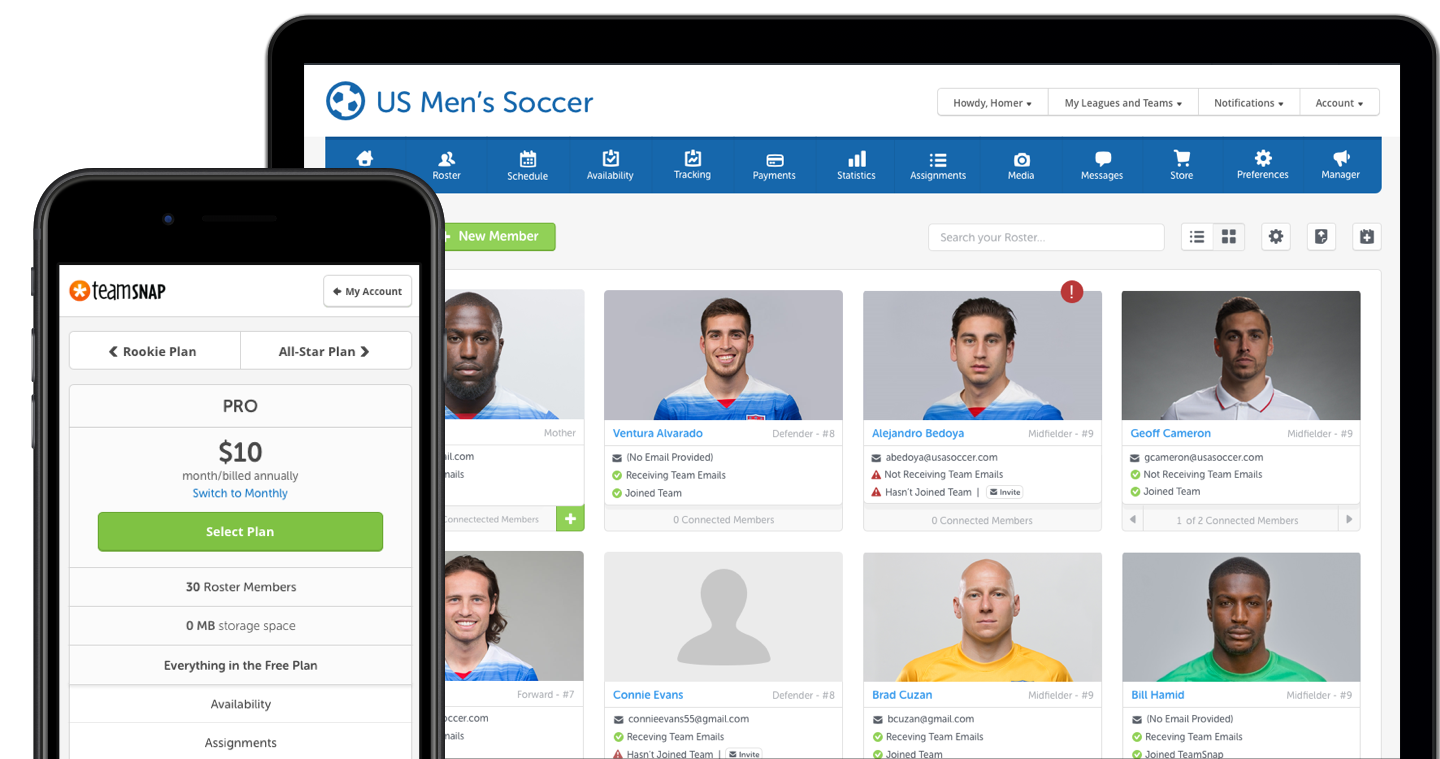 US Men's Soccer
Howdy, Homer
My Leagues and Teams
Notifications
Account
Roster
Schedule
Availability
Tracking
Payments
Statistics
Assignments
Media
Messages
Store
Preferences
Manager
New Member
Search your Roster...
Mother
ail.com
nails
Connectected Members
Ventura Alvarado
Defender - #8
(No Email Provided)
Receiving Team Emails
Joined Team
0 Connected Members
!
Alejandro Bedoya
Midfielder - #9
abedoya@usasoccer.com
Not Receiving Team Emails
Hasn't Joined Team | Invite
0 Connected Members
Geoff Cameron
Midfielder - #9
gcameron@usasoccer.com
Not Receiving Team Emails
Joined Team
1 of 2 Connected Members
Forward - #7
occer.com
nails
Connie Evans
Defender - #8
connieevans55@gmail.com
Receving Team Emails
Hasn't Joined Team | Invite
Brad Cuzan
Midfielder - #9
bcuzan@gmail.com
Receving Team Emails
Joined Team
Bill Hamid
Midfielder - #9
(No Email Provided)
Receving Team Emails
Joined TeamSnap
teamSNAP
My Account
Rookie Plan
All-Star Plan
PRO
$10
month/billed annually
Switch to Monthly
Select Plan
30 Roster Members
0 MB storage space
Everything in the Free Plan
Availability
Assignments